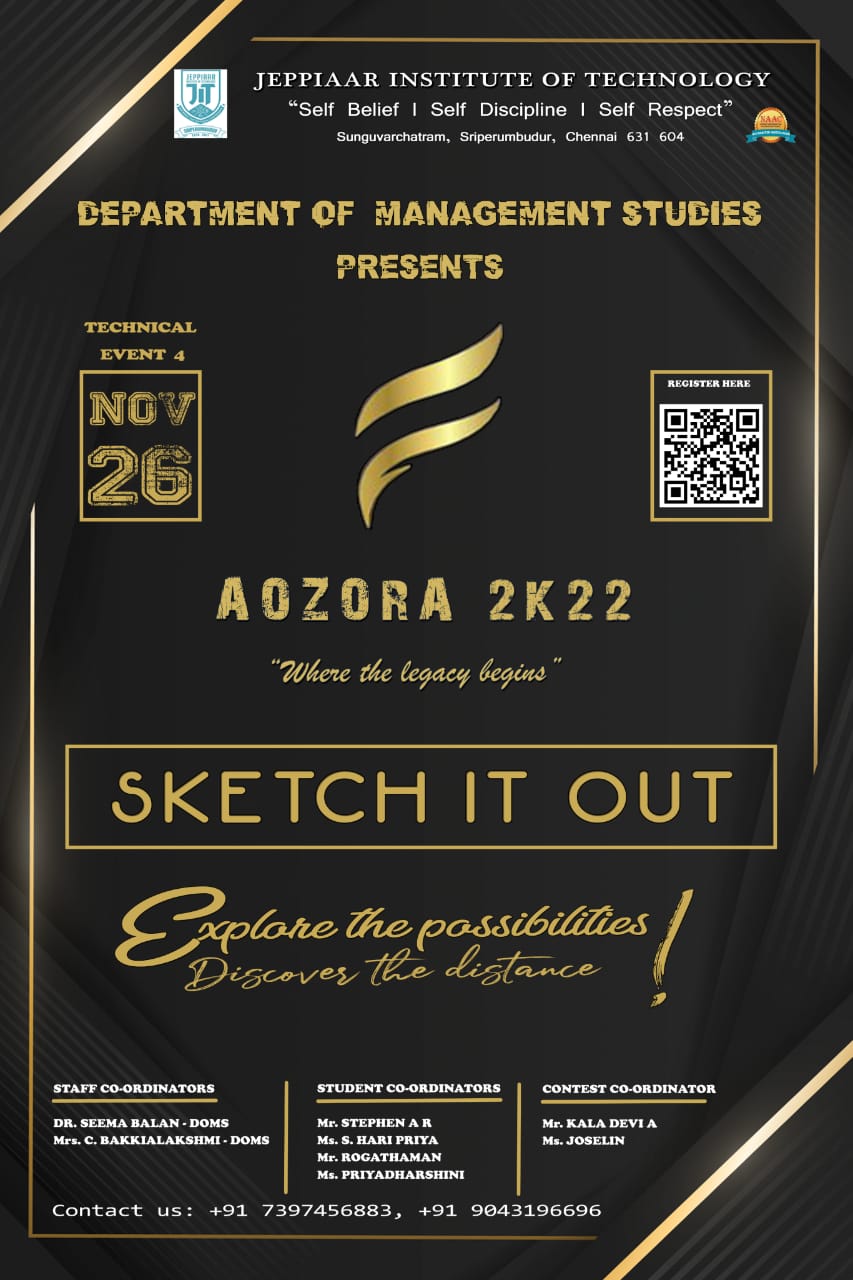 JEPPIAAR
JiT
SRIPERUMBUDUR
JEPPIAAR INSTITUTE OF TECHNOLOGY
“Self Belief I Self Discipline I Self Respect”
Sunguvarchatram, Sriperumbudur, Chennai 631 604
NAAC
DEPARTMENT OF MANAGEMENT STUDIES
PRESENTS
TECHNICAL
EVENT 4
NOV
26
REGISTER HERE
AOZORA 2K22
“Where the legacy begins”
SKETCH IT OUT
Explore the possibilities!
Discover the distance
STAFF CO-ORDINATORS
DR. SEEMA BALAN - DOMS
Mrs. C. BAKKIALAKSHMI - DOMS
STUDENT CO-ORDINATORS
Mr. STEPHEN A R
Ms. S. HARI PRIYA
Mr. ROGATHAMAN
Ms. PRIYADHARSHINI
CONTEST CO-ORDINATOR
Mr. KALA DEVI A
Ms. JOSELIN
Contact us: +91 7397456883, +91 9043196696